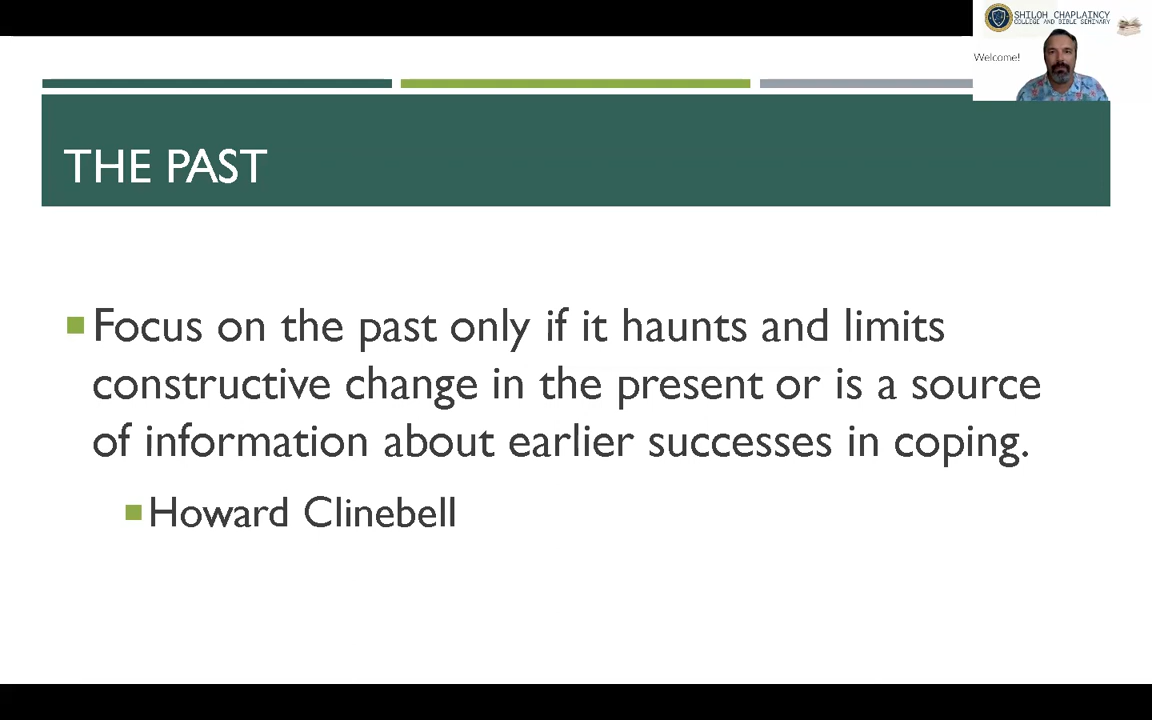 SHILOH CHAPLAINCY
COLLEGE AND BIBLE SEMINARY
Welcome!
THE PAST
Focus on the past only if it haunts and limits
constructive change in the present or is a source
of information about earlier successes in coping.
Howard Clinebell